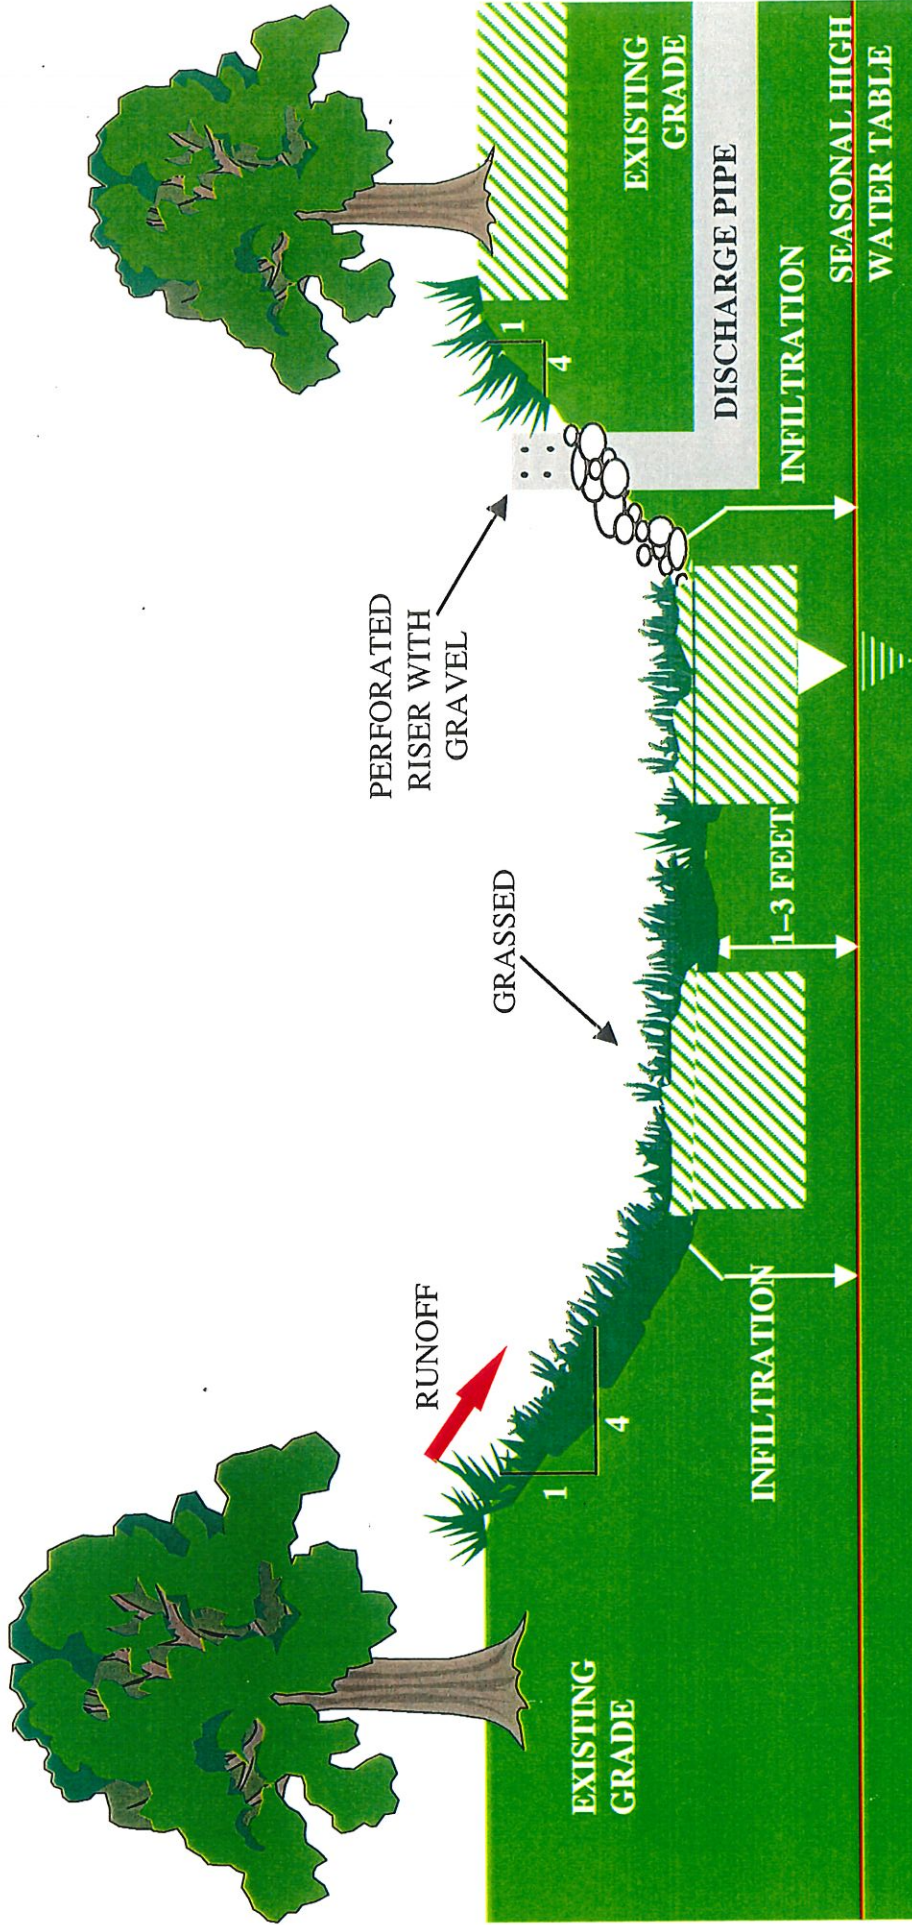 RUNOFF
GRASSED
PERFORATED
RISER WITH
GRAVEL
EXISTING
GRADE
1
4
INFILTRATION
1–3 FEET
1
4
EXISTING
GRADE
DISCHARGE PIPE
INFILTRATION
SEASONAL HIGH
WATER TABLE